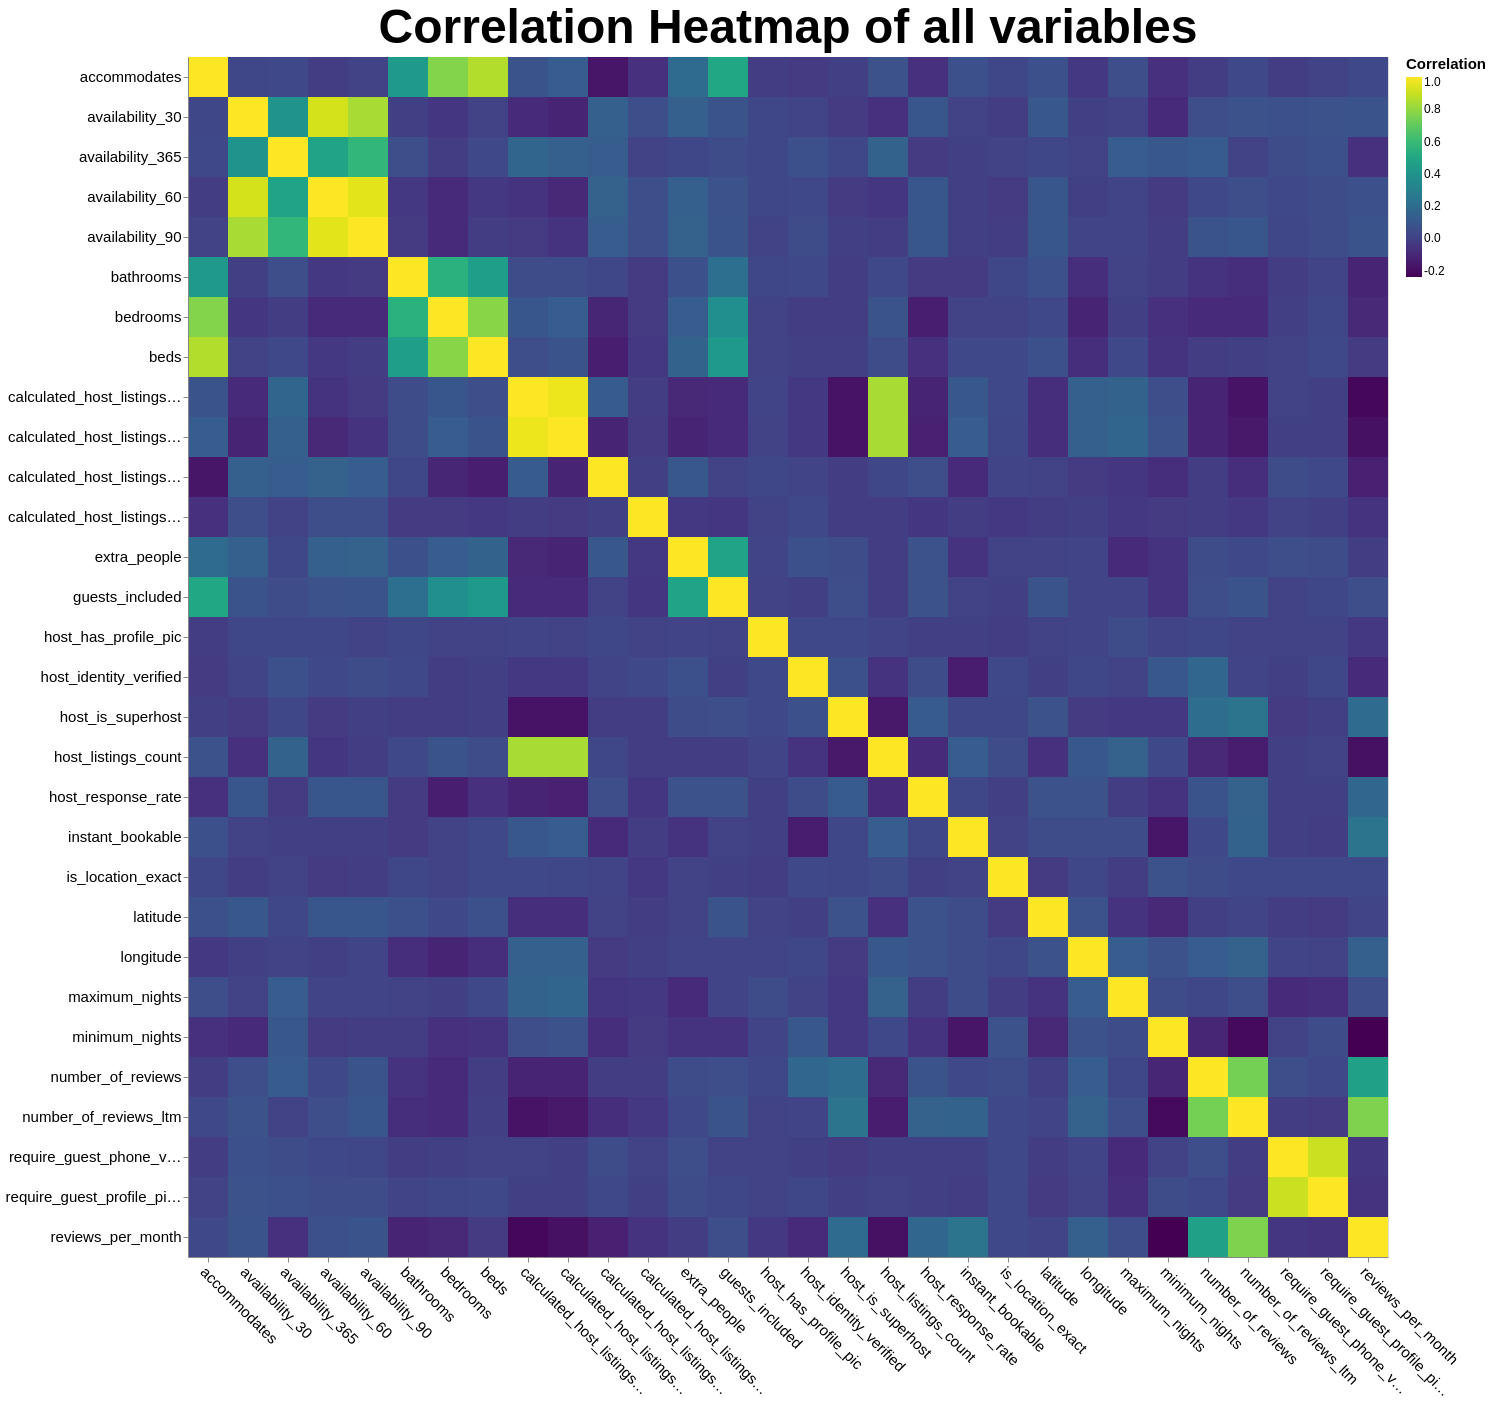 Correlation Heatmap of all variables
Correlation
1.0
0.8
0.6
0.4
0.2
0.0
-0.2
accommodates
availability_30
availability_365
availability_60
availability_90
bathrooms
bedrooms
beds
calculated_host_listings…
calculated_host_listings…
calculated_host_listings…
calculated_host_listings…
extra_people
guests_included
host_has_profile_pic
host_identity_verified
host_is_superhost
host_listings_count
host_response_rate
instant_bookable
is_location_exact
latitude
longitude
maximum_nights
minimum_nights
number_of_reviews
number_of_reviews_ltm
require_guest_phone_v…
require_guest_profile_pi…
reviews_per_month
accommodates
availability_30
availability_365
availability_60
availability_90
bathrooms
bedrooms
beds
calculated_host_listings…
calculated_host_listings…
calculated_host_listings…
calculated_host_listings…
extra_people
guests_included
host_has_profile_pic
host_identity_verified
host_is_superhost
host_listings_count
host_response_rate
instant_bookable
is_location_exact
latitude
longitude
maximum_nights
minimum_nights
number_of_reviews
number_of_reviews_ltm
require_guest_phone_v…
require_guest_profile_pi…
reviews_per_month